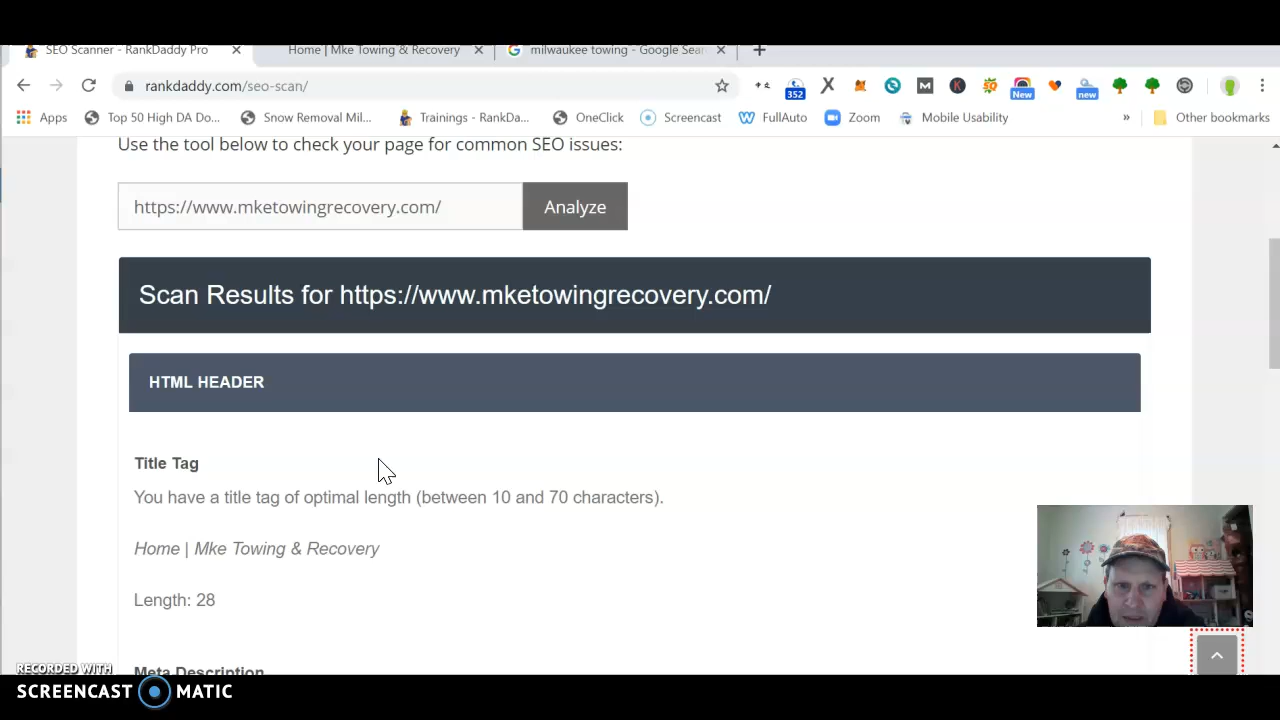 SEO Scanner - RankDaddy Pro
Home | Mke Towing & Recovery
milwaukee towing - Google Sear
rankdaddy.com/seo-scan/
352
New
new
Apps
Top 50 High DA Do...
Snow Removal Mil...
Trainings - RankDa...
OneClick
Screencast
FullAuto
Zoom
Mobile Usability
»
Other bookmarks
Use the tool below to check your page for common SEO issues:
https://www.mketowingrecovery.com/
Analyze
Scan Results for https://www.mketowingrecovery.com/
HTML HEADER
Title Tag
You have a title tag of optimal length (between 10 and 70 characters).
Home | Mke Towing & Recovery
Length: 28
Meta Description
RECORDED WITH
SCREENCAST MATIC